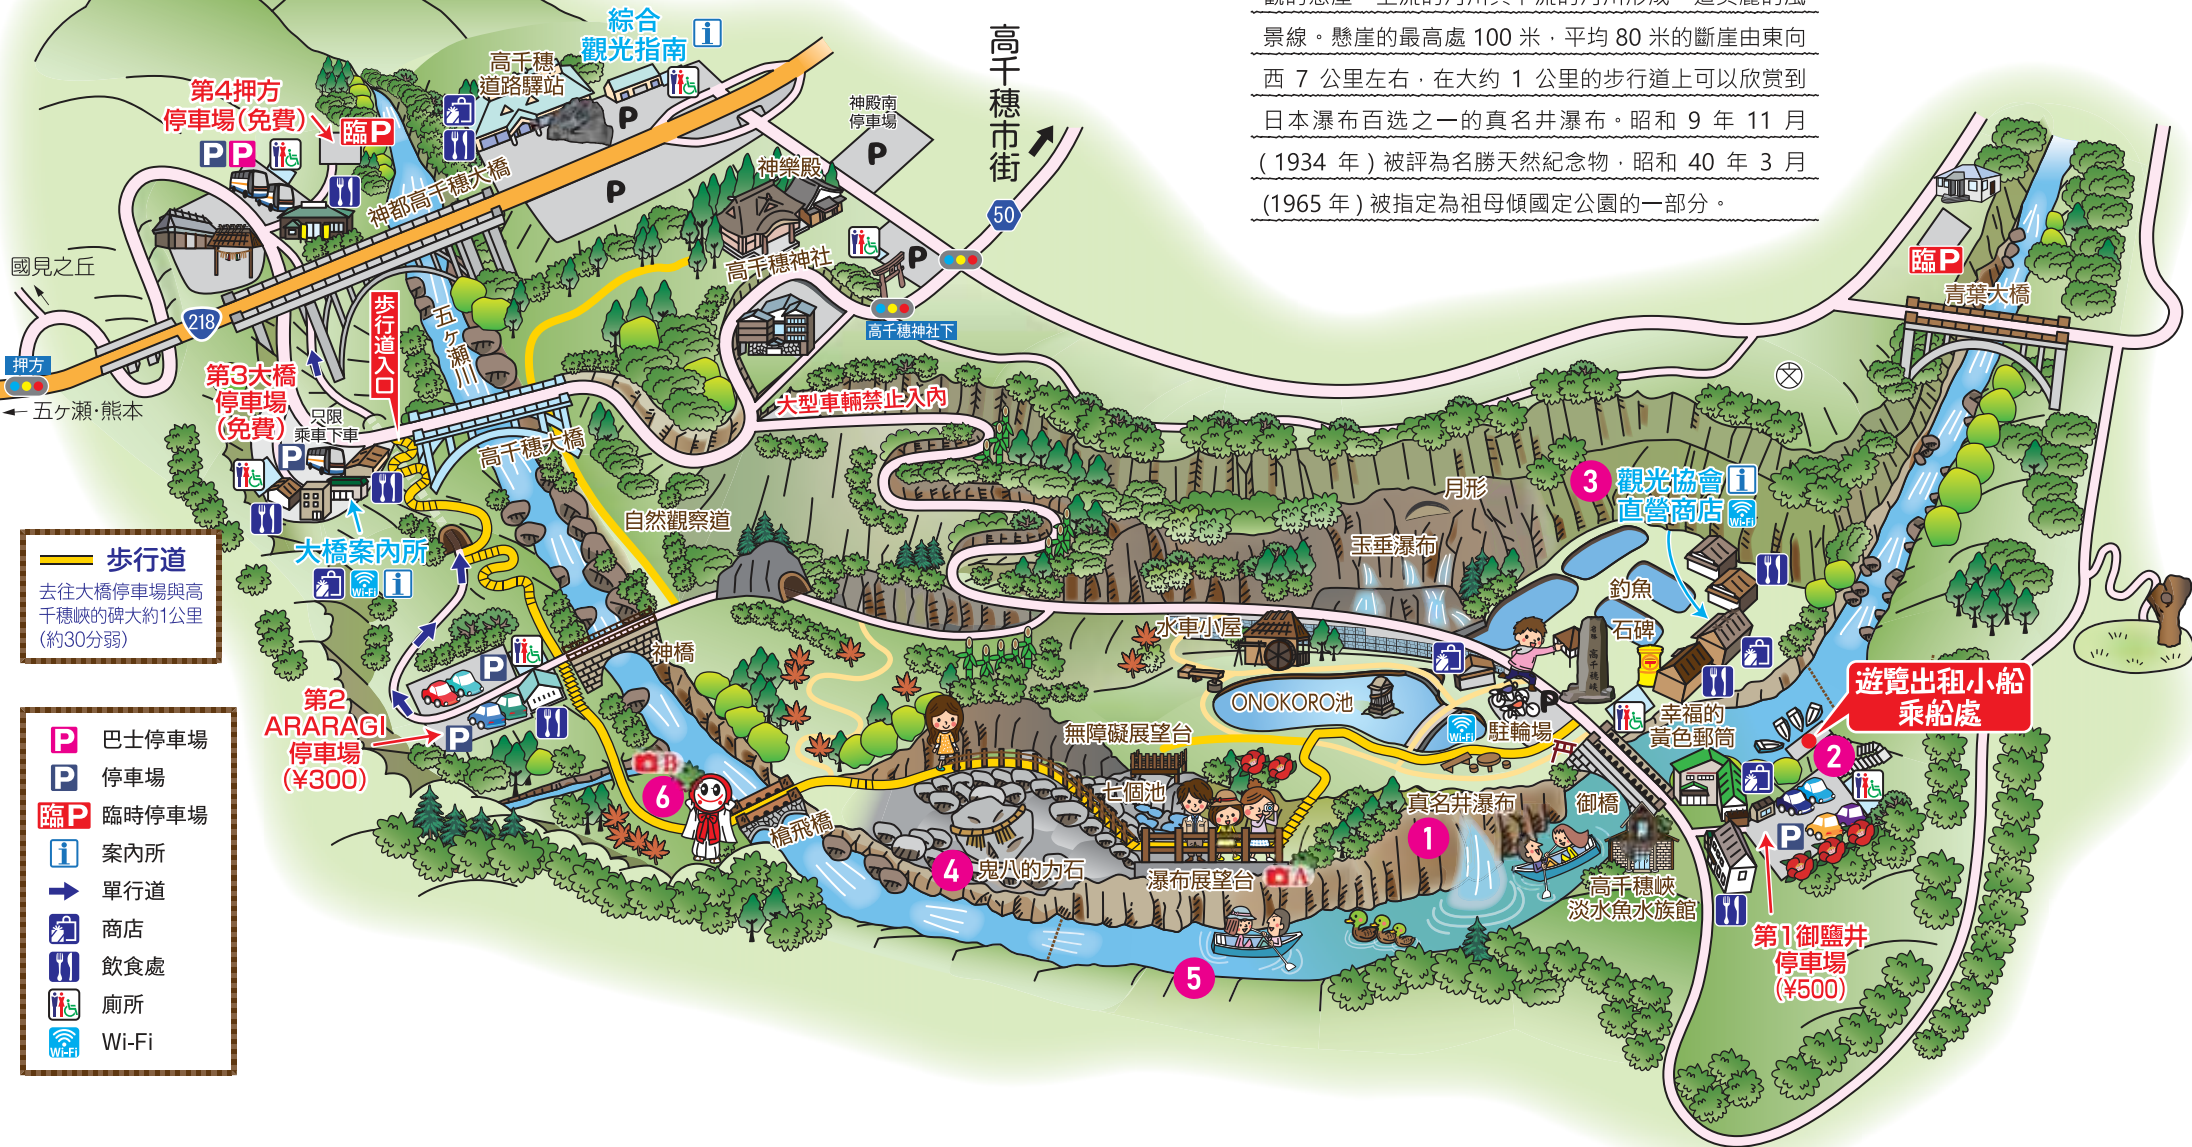 景線。懸崖的最高處 100 米，平均 80 米的斷崖由東向
西 7 公里左右，在大約 1 公里的步行道上可以欣賞到
日本瀑布百选之一的真名井瀑布。昭和 9 年 11 月
( 1934 年 ) 被評為名勝天然紀念物，昭和 40 年 3 月
(1965 年 ) 被指定為祖母傾國定公園的一部分。
綜合
觀光指南
i
高千穗
道路驛站
第4押方
停車場(免費)
臨P
P P
P
P
神殿南
停車場
P
高千穗市街
50
神都高千穗大橋
神樂殿
高千穗神社
P
高千穗神社下
國見之丘
218
押方
五ヶ瀬·熊本
五ヶ瀬川
步行道入口
第3大橋
停車場
(免費)
只限
乘車下車
P
高千穗大橋
大型車輛禁止入內
臨P
青葉大橋
自然觀察道
大橋案內所
Wi-Fi
i
月形
玉垂瀑布
3
觀光協會
直營商店
i
Wi-Fi
釣魚
石碑
高千穗峽
步行道
去往大橋停車場與高
千穗峽的碑大約1公里
(約30分弱)
神橋
水車小屋
ONOKORO池
P
駐輪場
Wi-Fi
幸福的
黃色郵筒
遊覽出租小船
乘船處
2
第2
ARARAGI
停車場
(¥300)
P
P
無障礙展望台
七個池
B
6
槍飛橋
4
鬼八的力石
瀑布展望台
A
真名井瀑布
1
御橋
高千穗峽
淡水魚水族館
P
第1御鹽井
停車場
(¥500)
5
P 巴士停車場
P 停車場
臨P 臨時停車場
i 案內所
單行道
商店
飲食處
廁所
Wi-Fi Wi-Fi